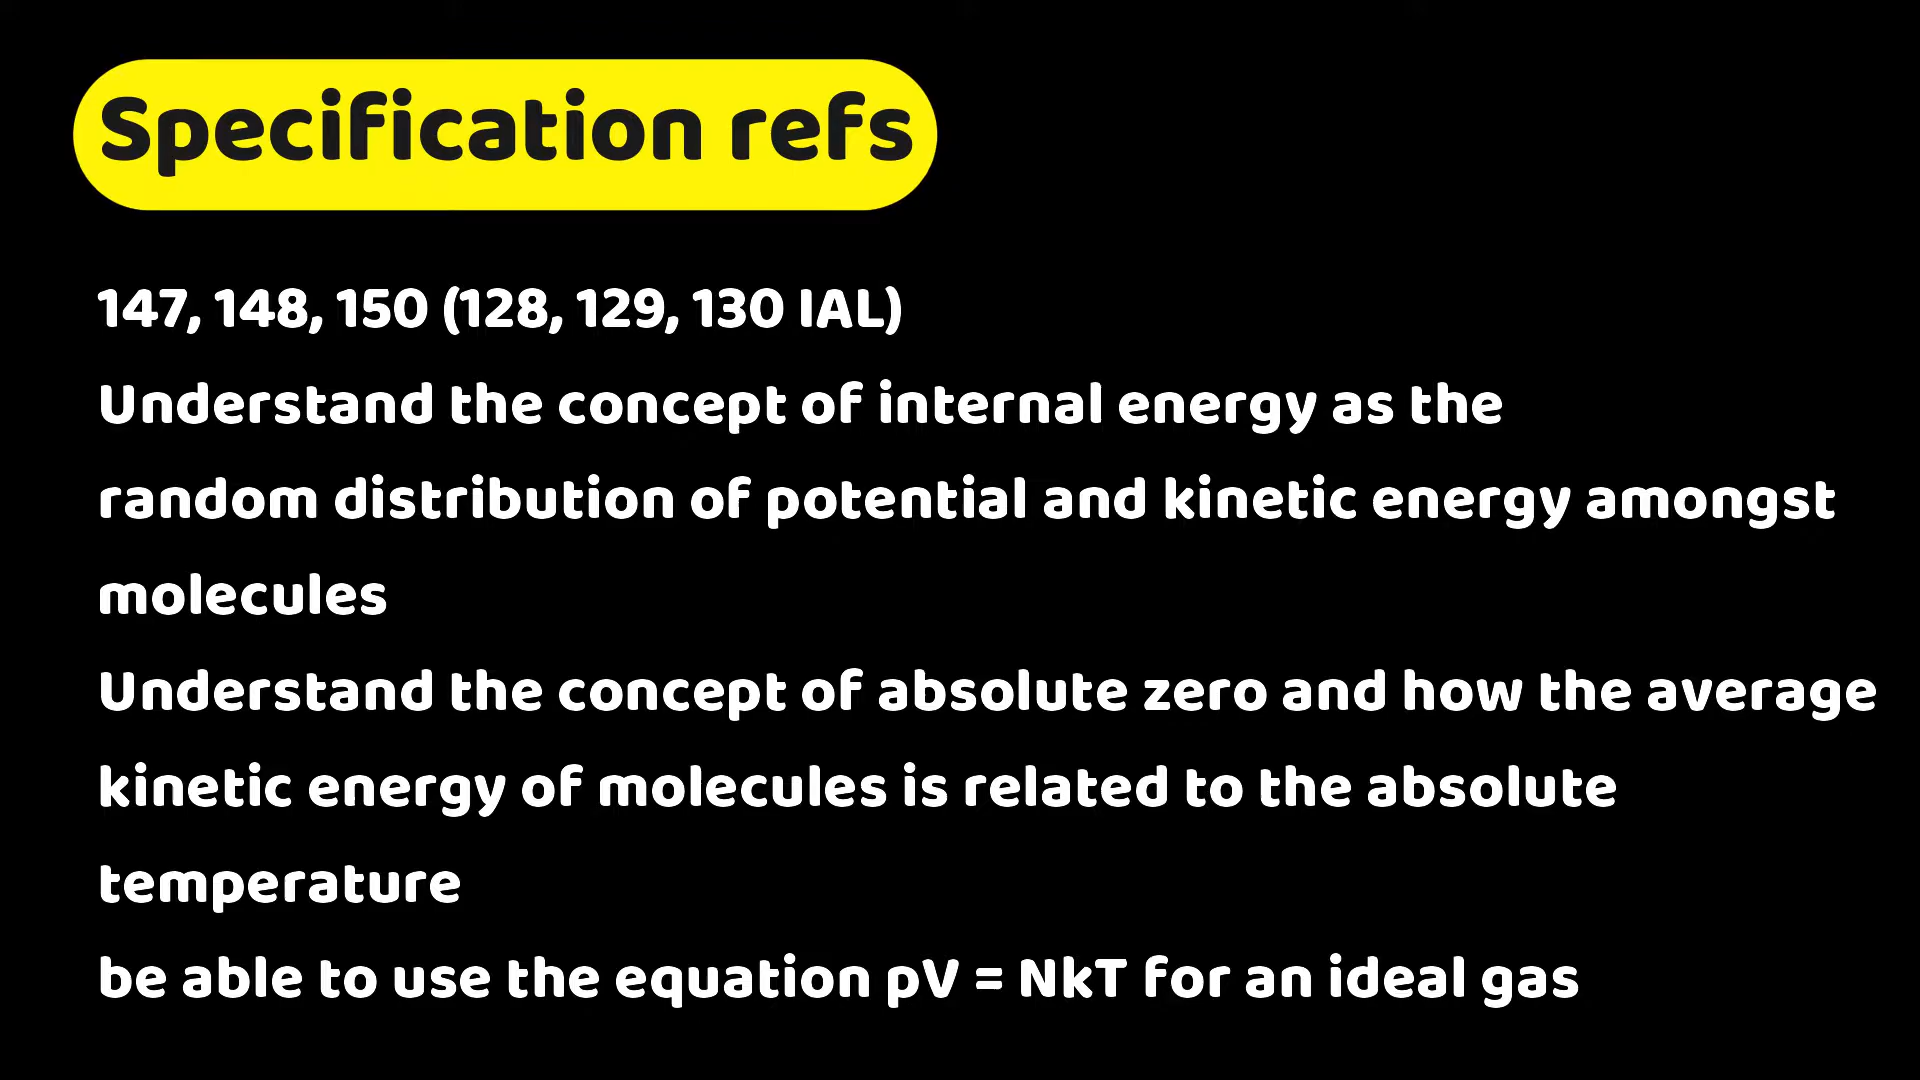 Specification refs
147, 148, 150 (128, 129, 130 IAL)
Understand the concept of internal energy as the
random distribution of potential and kinetic energy amongst
molecules
Understand the concept of absolute zero and how the average
kinetic energy of molecules is related to the absolute
temperature
be able to use the equation pV = NkT for an ideal gas